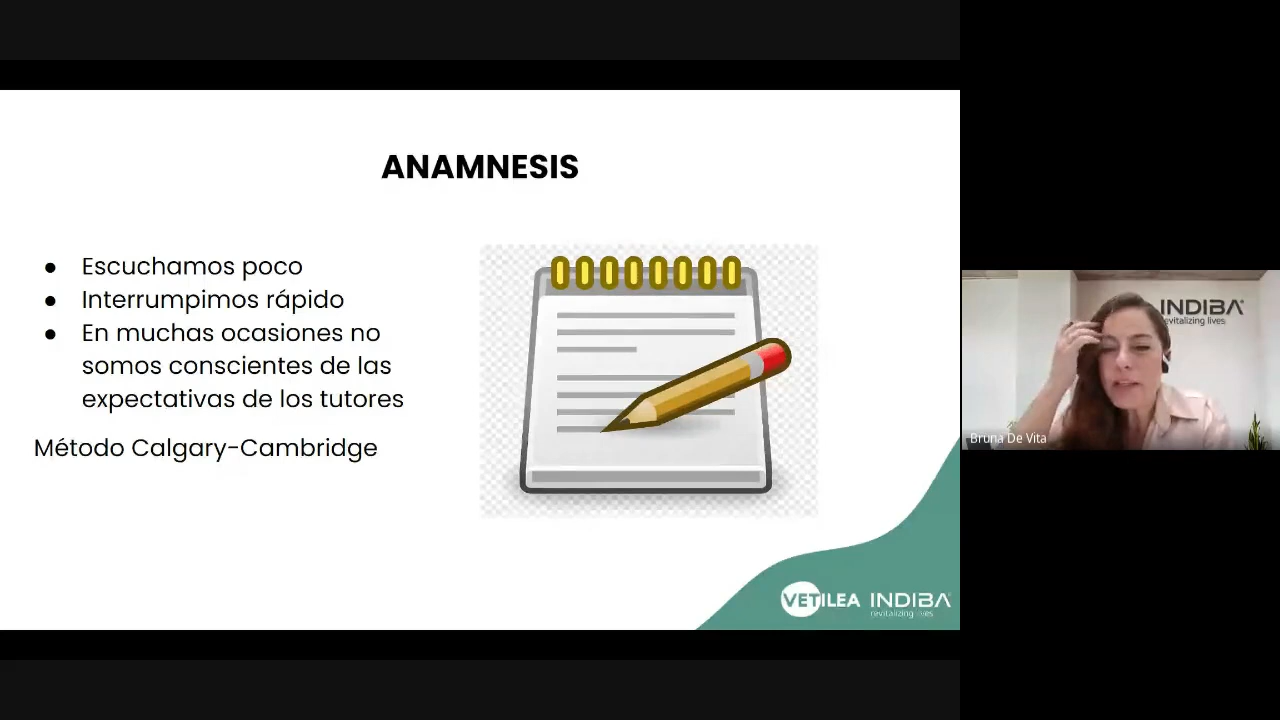 ANAMNESIS
● Escuchamos poco
● Interrumpimos rápido
● En muchas ocasiones no
somos conscientes de las
expectativas de los tutores
Método Calgary-Cambridge
VETILEA INDIBA
revitalizing lives
INDIBA
revitalizing lives
Bruna De Vita